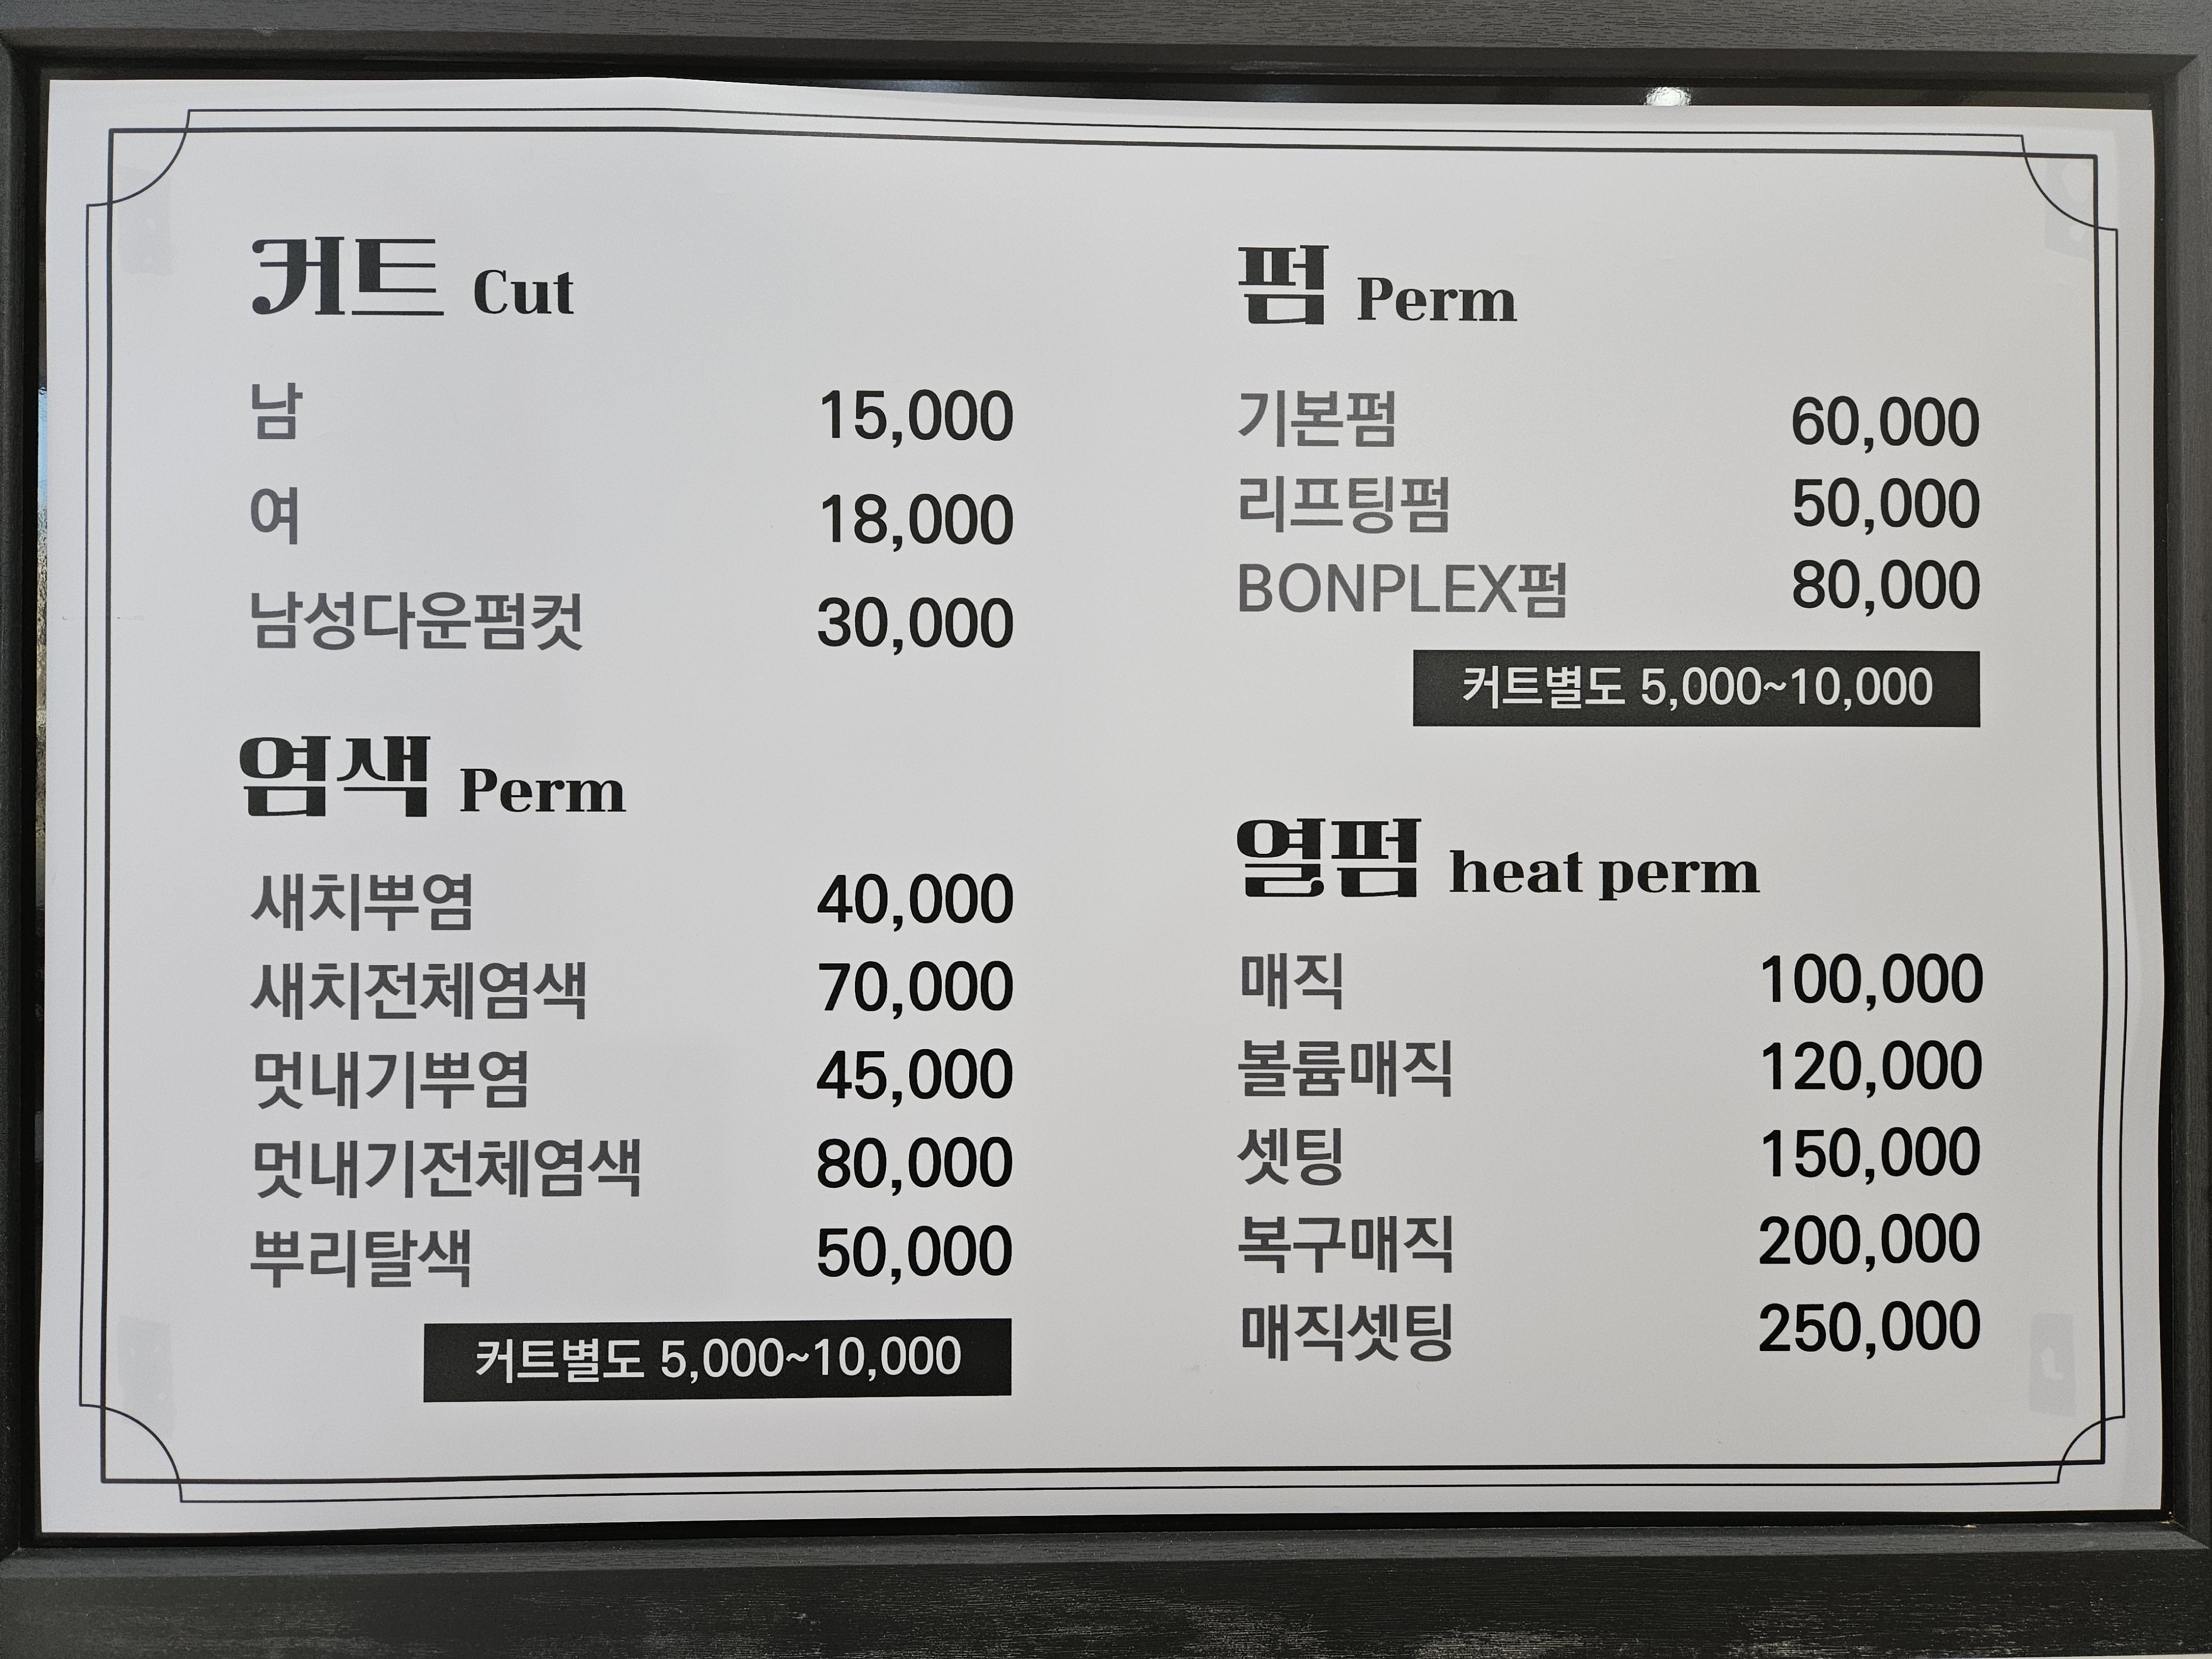 커트 Cut
남 15,000
여 18,000
남성다운펌컷 30,000
염색 Perm
새치뿌염 40,000
새치전체염색 70,000
멋내기뿌염 45,000
멋내기전체염색 80,000
뿌리탈색 50,000
커트별도 5,000~10,000
펌 Perm
기본펌 60,000
리프팅펌 50,000
BONPLEX펌 80,000
커트별도 5,000~10,000
열펌 heat perm
매직 100,000
볼륨매직 120,000
셋팅 150,000
복구매직 200,000
매직셋팅 250,000